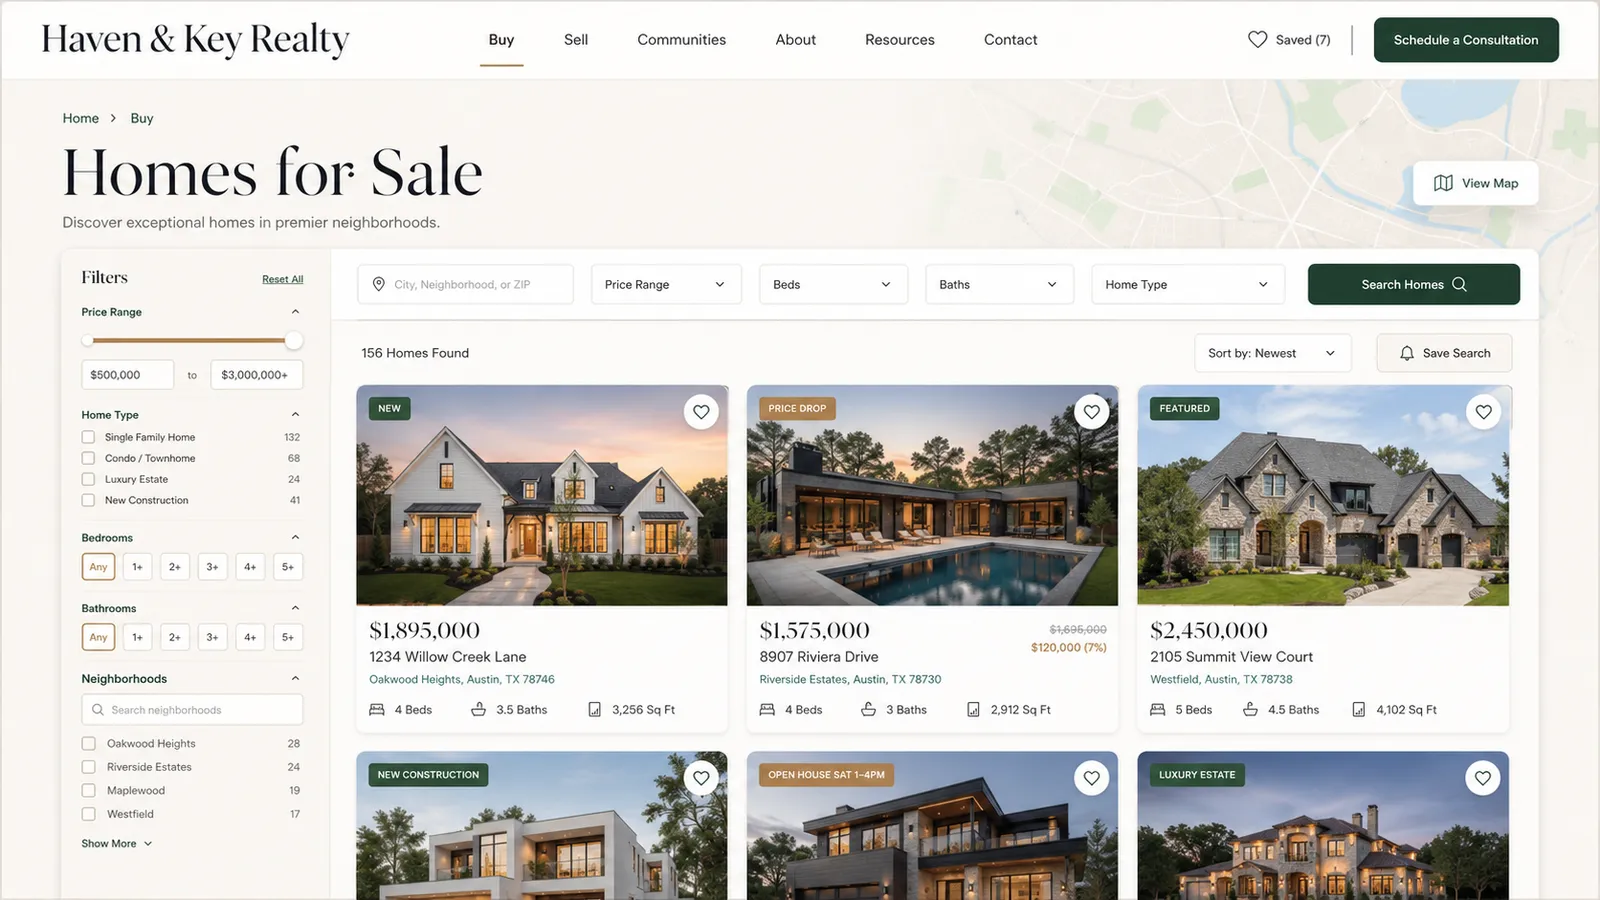 Haven & Key Realty
Buy
Sell
Communities
About
Resources
Contact
Saved (7)
Schedule a Consultation
Home > Buy
Homes for Sale
Discover exceptional homes in premier neighborhoods.
View Map
Filters
Reset All
Price Range
$500,000 to $3,000,000+
Home Type
Single Family Home 132
Condo / Townhome 68
Luxury Estate 24
New Construction 41
Bedrooms
Any 1+ 2+ 3+ 4+ 5+
Bathrooms
Any 1+ 2+ 3+ 4+ 5+
Neighborhoods
Search neighborhoods
Oakwood Heights 28
Riverside Estates 24
Maplewood 19
Westfield 17
Show More
City, Neighborhood, or ZIP
Price Range
Beds
Baths
Home Type
Search Homes
156 Homes Found
Sort by: Newest
Save Search
NEW
$1,895,000
1234 Willow Creek Lane
Oakwood Heights, Austin, TX 78746
4 Beds 3.5 Baths 3,256 Sq Ft
PRICE DROP
$1,575,000
$1,695,000
$120,000 (7%)
8907 Riviera Drive
Riverside Estates, Austin, TX 78730
4 Beds 3 Baths 2,912 Sq Ft
FEATURED
$2,450,000
2105 Summit View Court
Westfield, Austin, TX 78738
5 Beds 4.5 Baths 4,102 Sq Ft
NEW CONSTRUCTION
OPEN HOUSE SAT 1–4PM
LUXURY ESTATE